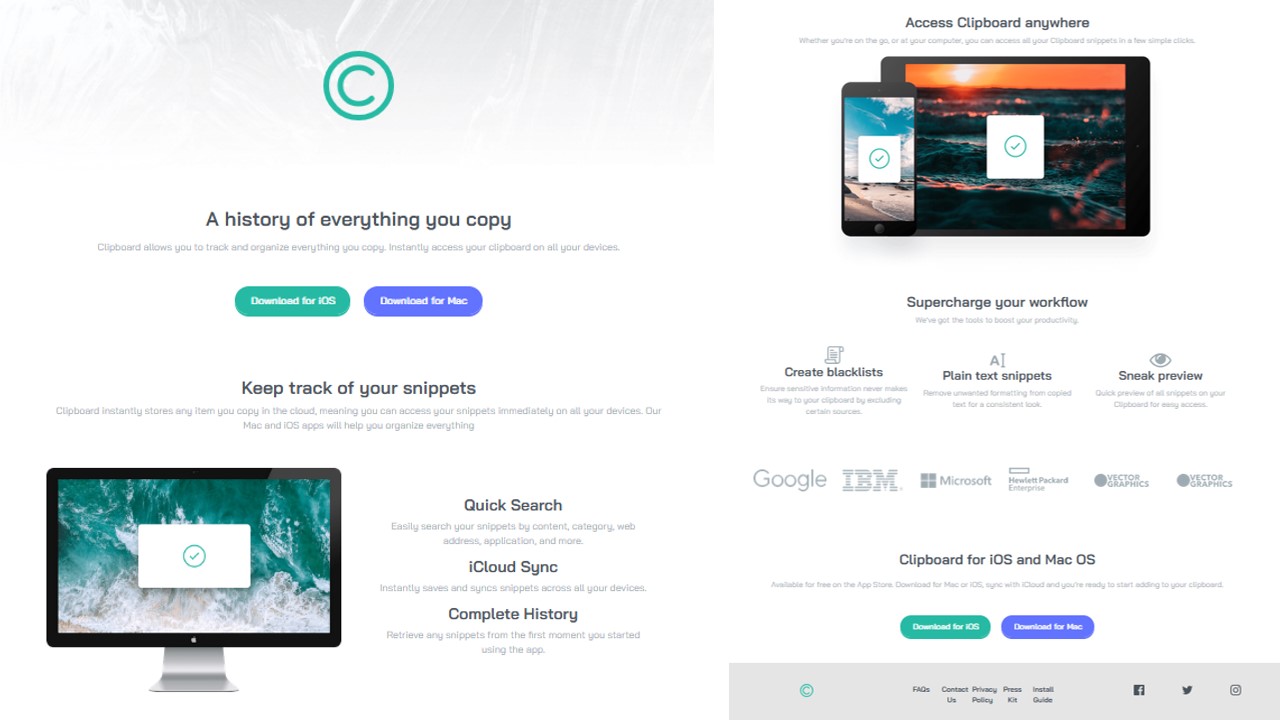 A history of everything you copy
Clipboard allows you to track and organize everything you copy. Instantly access your clipboard on all your devices.
Download for iOS
Download for Mac
Keep track of your snippets
Clipboard instantly stores any item you copy in the cloud, meaning you can access your snippets immediately on all your devices. Our
Mac and iOS apps will help you organize everything
Quick Search
Easily search your snippets by content, category, web
address, application, and more.
iCloud Sync
Instantly saves and syncs snippets across all your devices.
Complete History
Retrieve any snippets from the first moment you started
using the app.
Access Clipboard anywhere
Whether you're on the go, or at your computer, you can access all your Clipboard snippets in a few simple clicks.
Supercharge your workflow
We've got the tools to boost your productivity.
Create blacklists
Ensure sensitive information never makes
its way to your clipboard by excluding
certain sources.
A
Plain text snippets
Remove unwanted formatting from copied
text for a consistent look.
Sneak preview
Quick preview of all snippets on your
Clipboard for easy access.
Google
IBM
Microsoft
Hewlett Packard
Enterprise
VECTOR
GRAPHICS
VECTOR
GRAPHICS
Clipboard for iOS and Mac OS
Available for free on the App Store. Download for Mac or iOS, sync with iCloud and you're ready to start adding to your clipboard.
Download for iOS
Download for Mac
FAQs
Contact
Us
Privacy
Policy
Press
Kit
Install
Guide